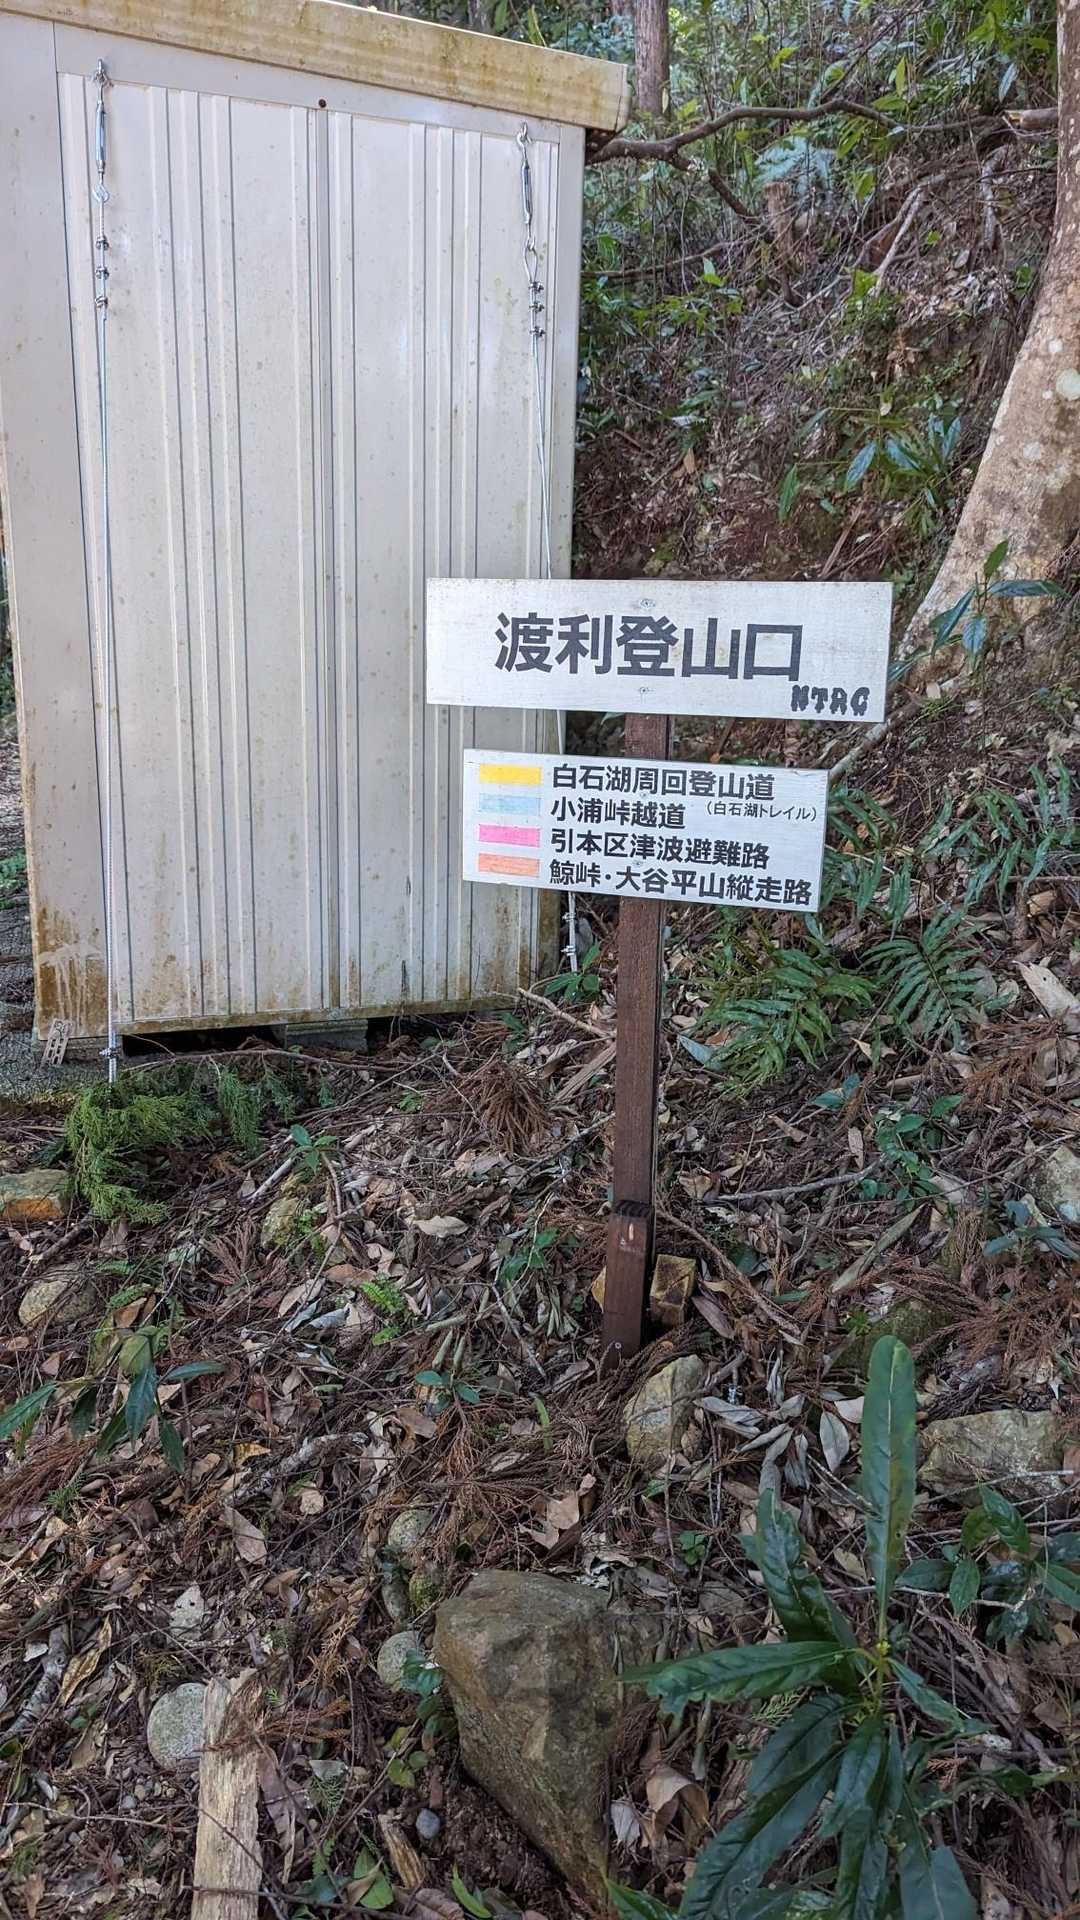 渡利登山口
NTRC
白石湖周回登山道
小浦峠越道 (白石湖トレイル)
引本区津波避難路
鯨峠・大谷平山縦走路